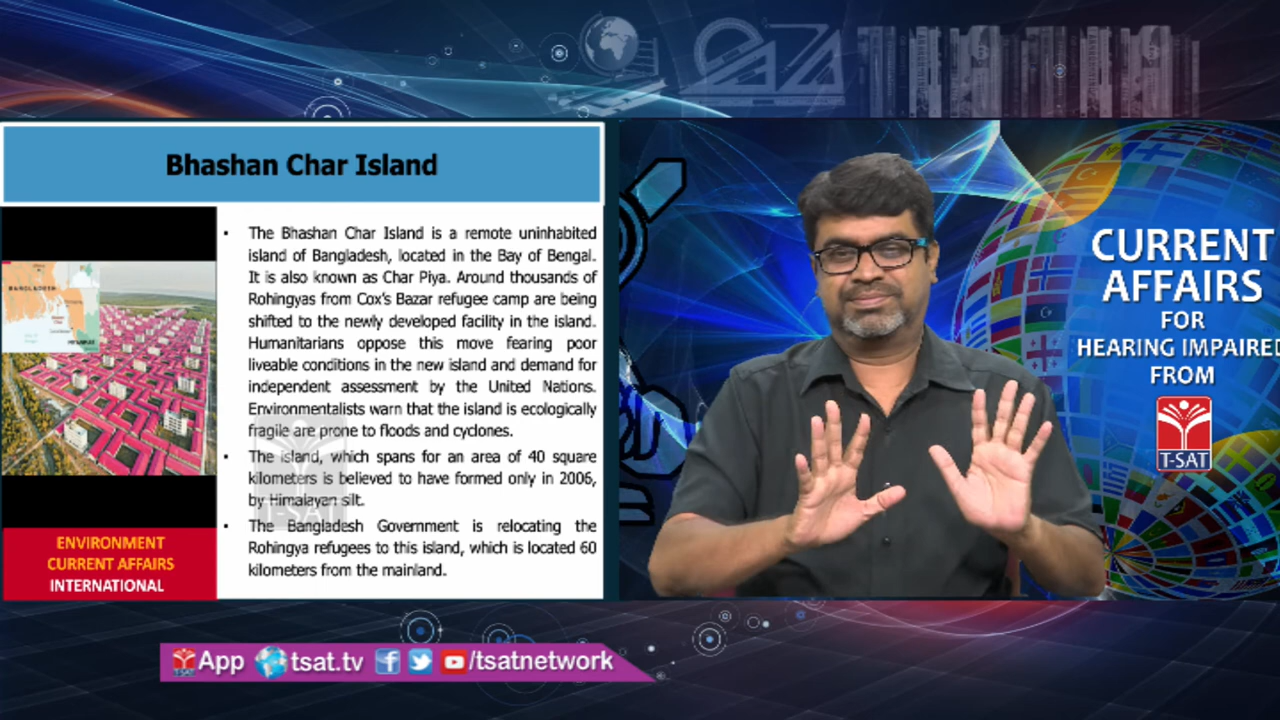 Bhashan Char Island
▪ The Bhashan Char Island is a remote uninhabited
island of Bangladesh, located in the Bay of Bengal.
It is also known as Char Piya. Around thousands of
Rohingyas from Cox's Bazar refugee camp are being
shifted to the newly developed facility in the island.
Humanitarians oppose this move fearing poor
liveable conditions in the new island and demand for
independent assessment by the United Nations.
Environmentalists warn that the island is ecologically
fragile are prone to floods and cyclones.
▪ The island, which spans for an area of 40 square
kilometers is believed to have formed only in 2006,
by Himalayan silt.
▪ The Bangladesh Government is relocating the
Rohingya refugees to this island, which is located 60
kilometers from the mainland.
T-SAT
BANGLADESH
ENVIRONMENT
CURRENT AFFAIRS
INTERNATIONAL
CURRENT
AFFAIRS
FOR
HEARING IMPAIRED
FROM
T-SAT
App tsat.tv /tsatnetwork